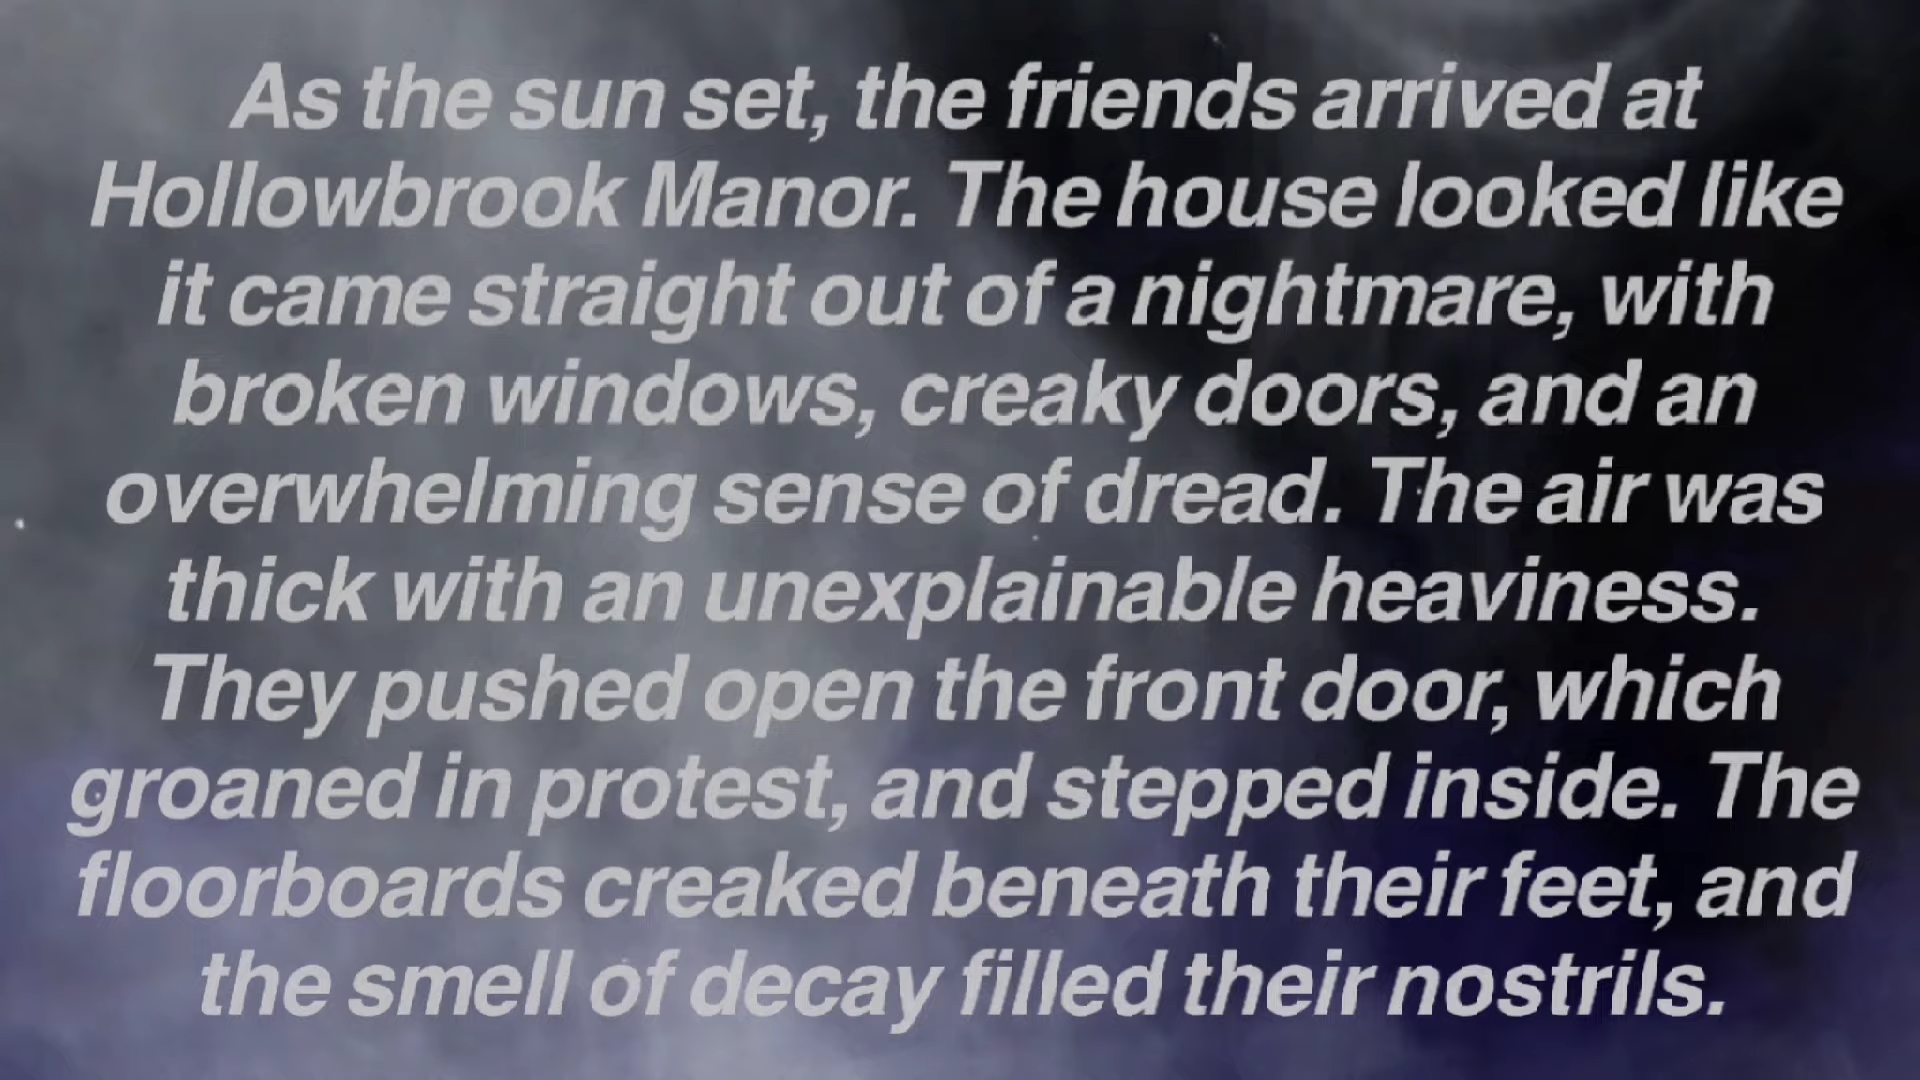 As the sun set, the friends arrived at
Hollowbrook Manor. The house looked like
it came straight out of a nightmare, with
broken windows, creaky doors, and an
overwhelming sense of dread. The air was
thick with an unexplainable heaviness.
They pushed open the front door, which
groaned in protest, and stepped inside. The
floorboards creaked beneath their feet, and
the smell of decay filled their nostrils.